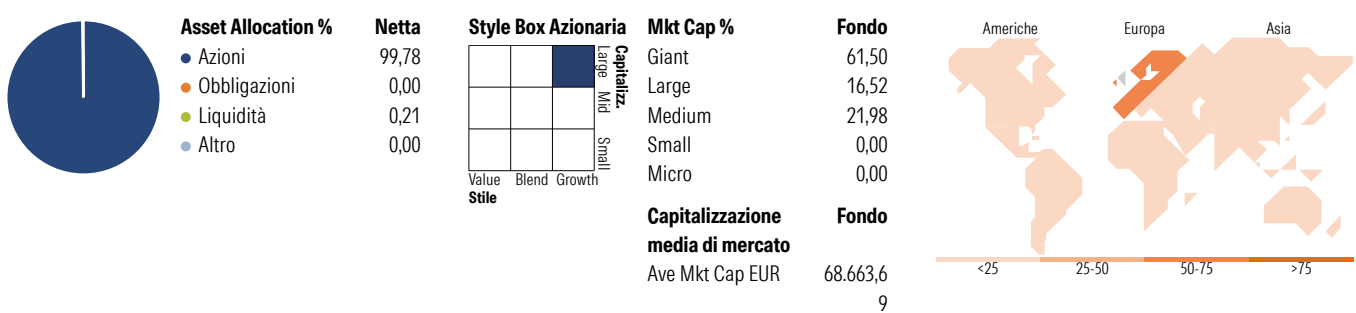 Asset Allocation % Netta
Azioni 99,78
Obbligazioni 0,00
Liquidità 0,21
Altro 0,00
Style Box Azionaria
Capitalizz.
Large
Mid
Small
Value Blend Growth
Stile
Mkt Cap % Fondo
Giant 61,50
Large 16,52
Medium 21,98
Small 0,00
Micro 0,00
Capitalizzazione Fondo
media di mercato
Ave Mkt Cap EUR 68.663,6
9
Americhe Europa Asia
<25 25-50 50-75 >75